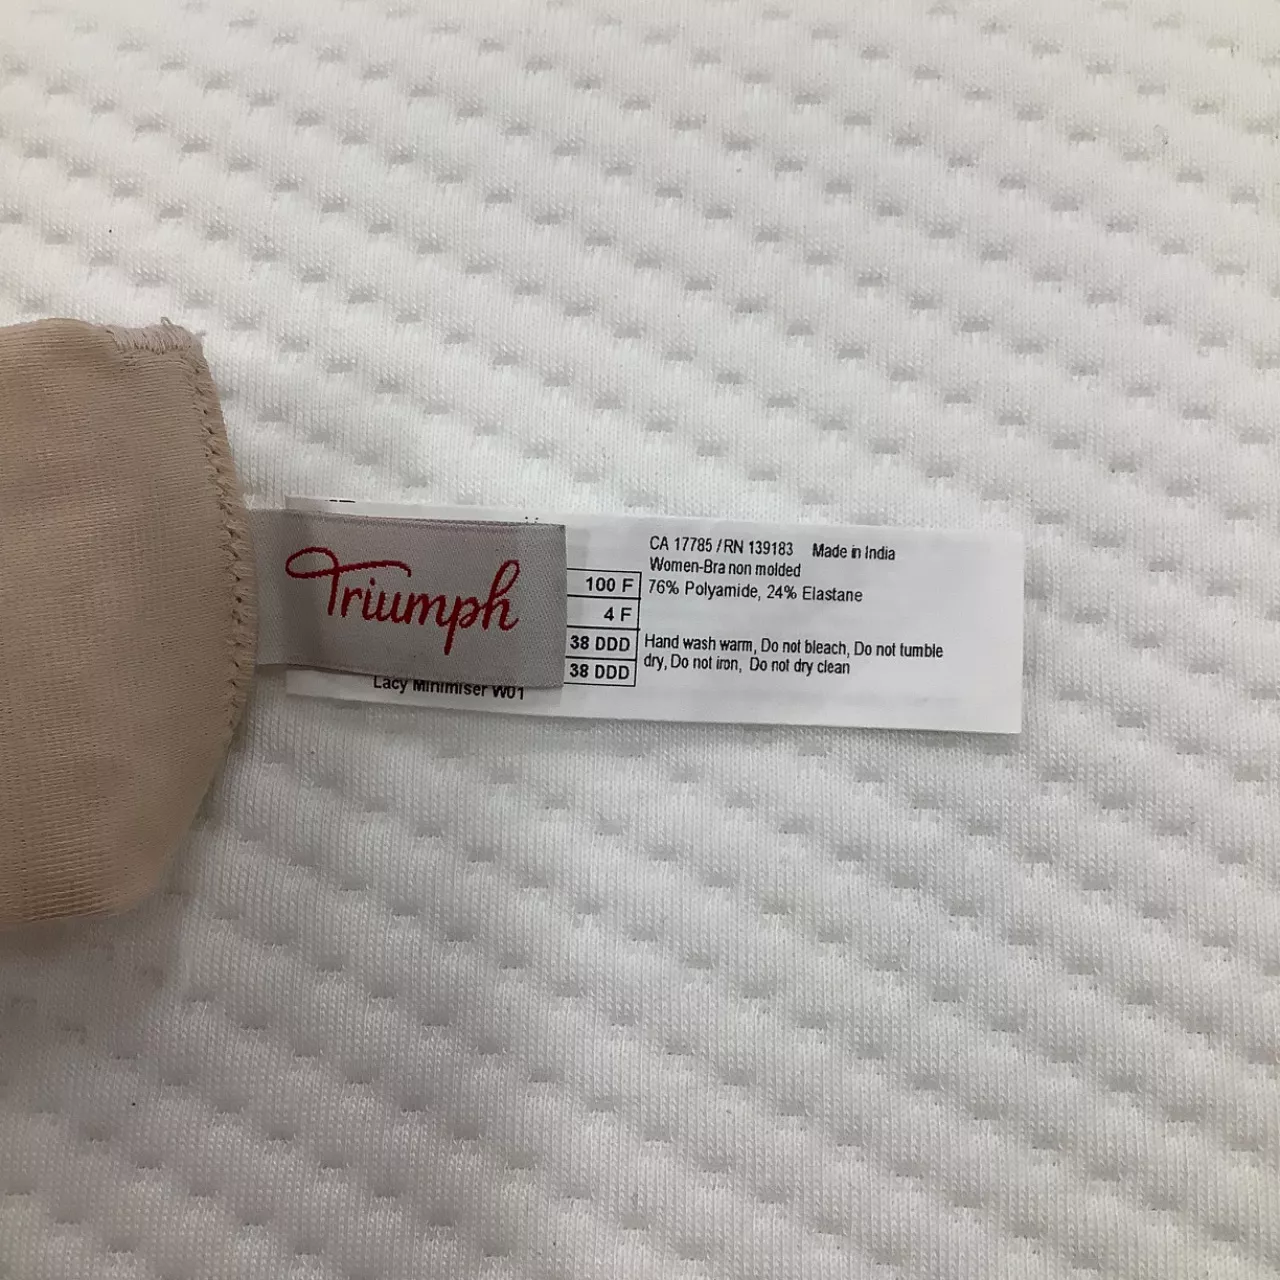 Triumph
CA 17785 / RN 139183 Made in India
Women-Bra non molded
100 F
76% Polyamide, 24% Elastane
4 F
38 DDD
Hand wash warm, Do not bleach, Do not tumble
38 DDD
dry, Do not iron, Do not dry clean
Lacy Minimiser W01